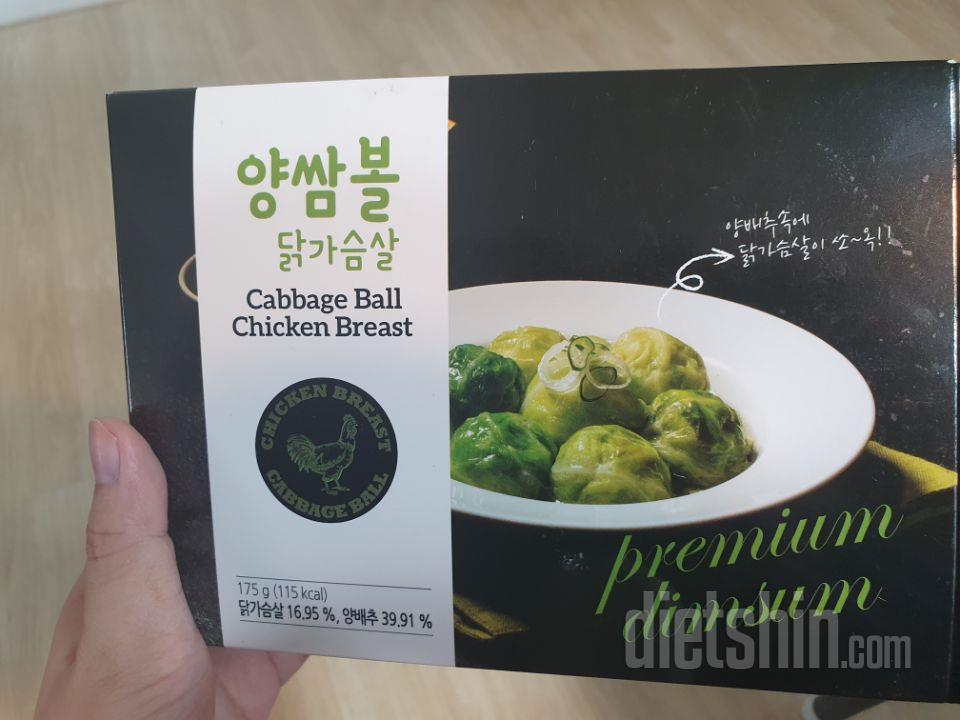 양쌈볼
닭가슴살
Cabbage Ball
Chicken Breast
CHICKEN BREAST
CABBAGE BALL
175 g (115 kcal)
닭가슴살 16.95 %, 양배추 39.91 %
양배추속에
닭가슴살이 쏘~옥!!
premium
dimsum
dietshin.com